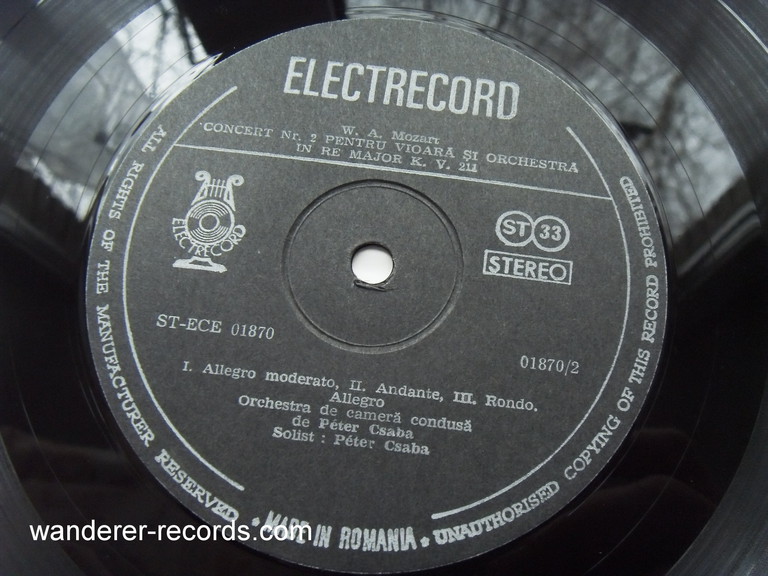 ELECTRECORD
W. A. Mozart
CONCERT Nr. 2 PENTRU VIOARĂ ŞI ORCHESTRĂ
IN RE MAJOR K. V. 211
ELECTRECORD
ST 33
STEREO
ST-ECE 01870
01870/2
I. Allegro moderato, II. Andante, III. Rondo.
Allegro
Orchestra de cameră condusă
de Péter Csaba
Solist : Péter Csaba
ALL RIGHTS OF THE MANUFACTURER RESERVED • MADE IN ROMANIA • UNAUTHORISED COPYING OF THIS RECORD PROHIBITED
wanderer-records.com